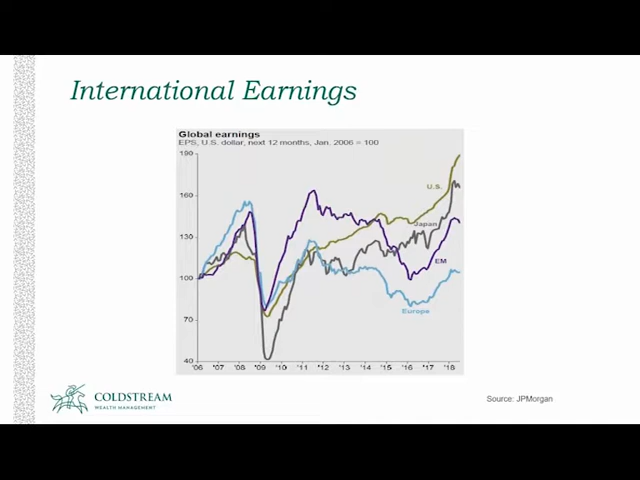 International Earnings
Global earnings
EPS, U.S. dollar, next 12 months, Jan. 2006 = 100
190
160
130
100
70
40
U.S.
Japan
EM
Europe
'06 '07 '08 '09 '10 '11 '12 '13 '14 '15 '16 '17 '18
COLDSTREAM
WEALTH MANAGEMENT
Source: JPMorgan